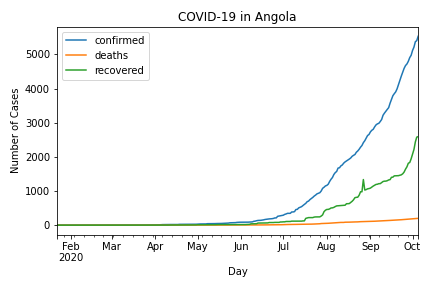 COVID-19 in Angola
confirmed
deaths
recovered
Number of Cases
5000
4000
3000
2000
1000
0
Feb Mar Apr May Jun Jul Aug Sep Oct
2020
Day